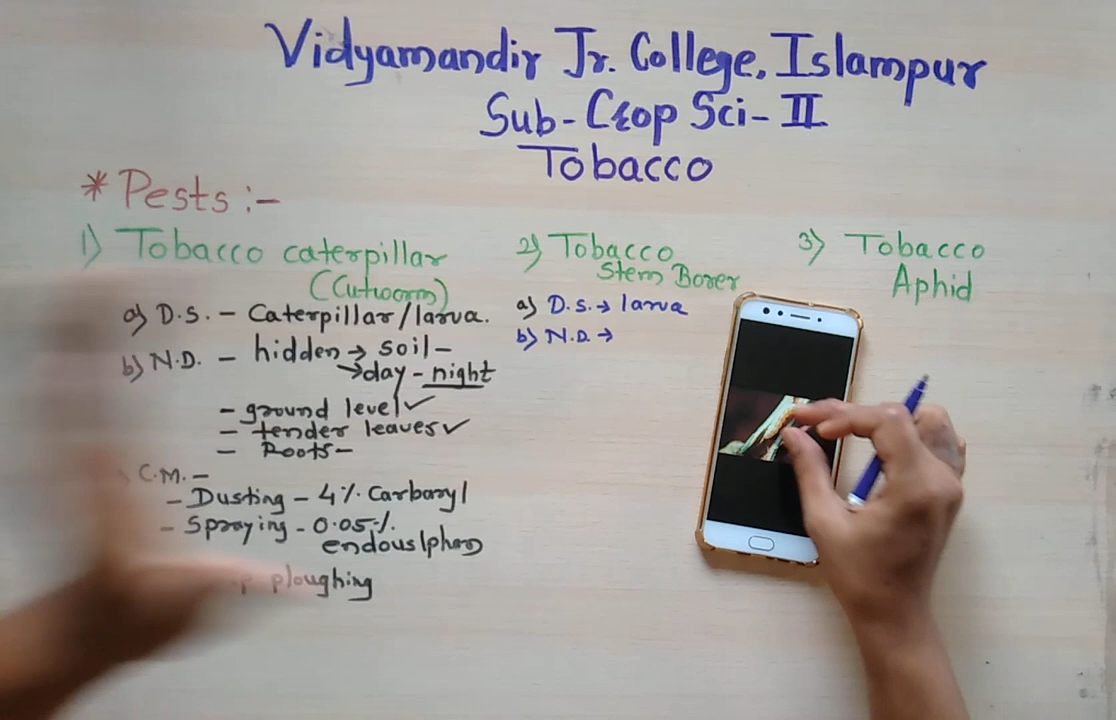 Vidyamandir Jr. College, Islampur
Sub-Crop Sci-II
Tobacco
* Pests :-
1) Tobacco caterpillar
(Cutworm)
a) D.S. - Caterpillar/larva.
b) N.D. - hidden → soil -
→ day - night
- ground level ✓
- tender leaves ✓
- Roots -
C.M. -
- Dusting - 4%. Carbaryl
- Spraying - 0.05%.
endouslphan
ploughing
2) Tobacco
Stem Borer
a) D.S. → larva
b) N.D. →
3) Tobacco
Aphid